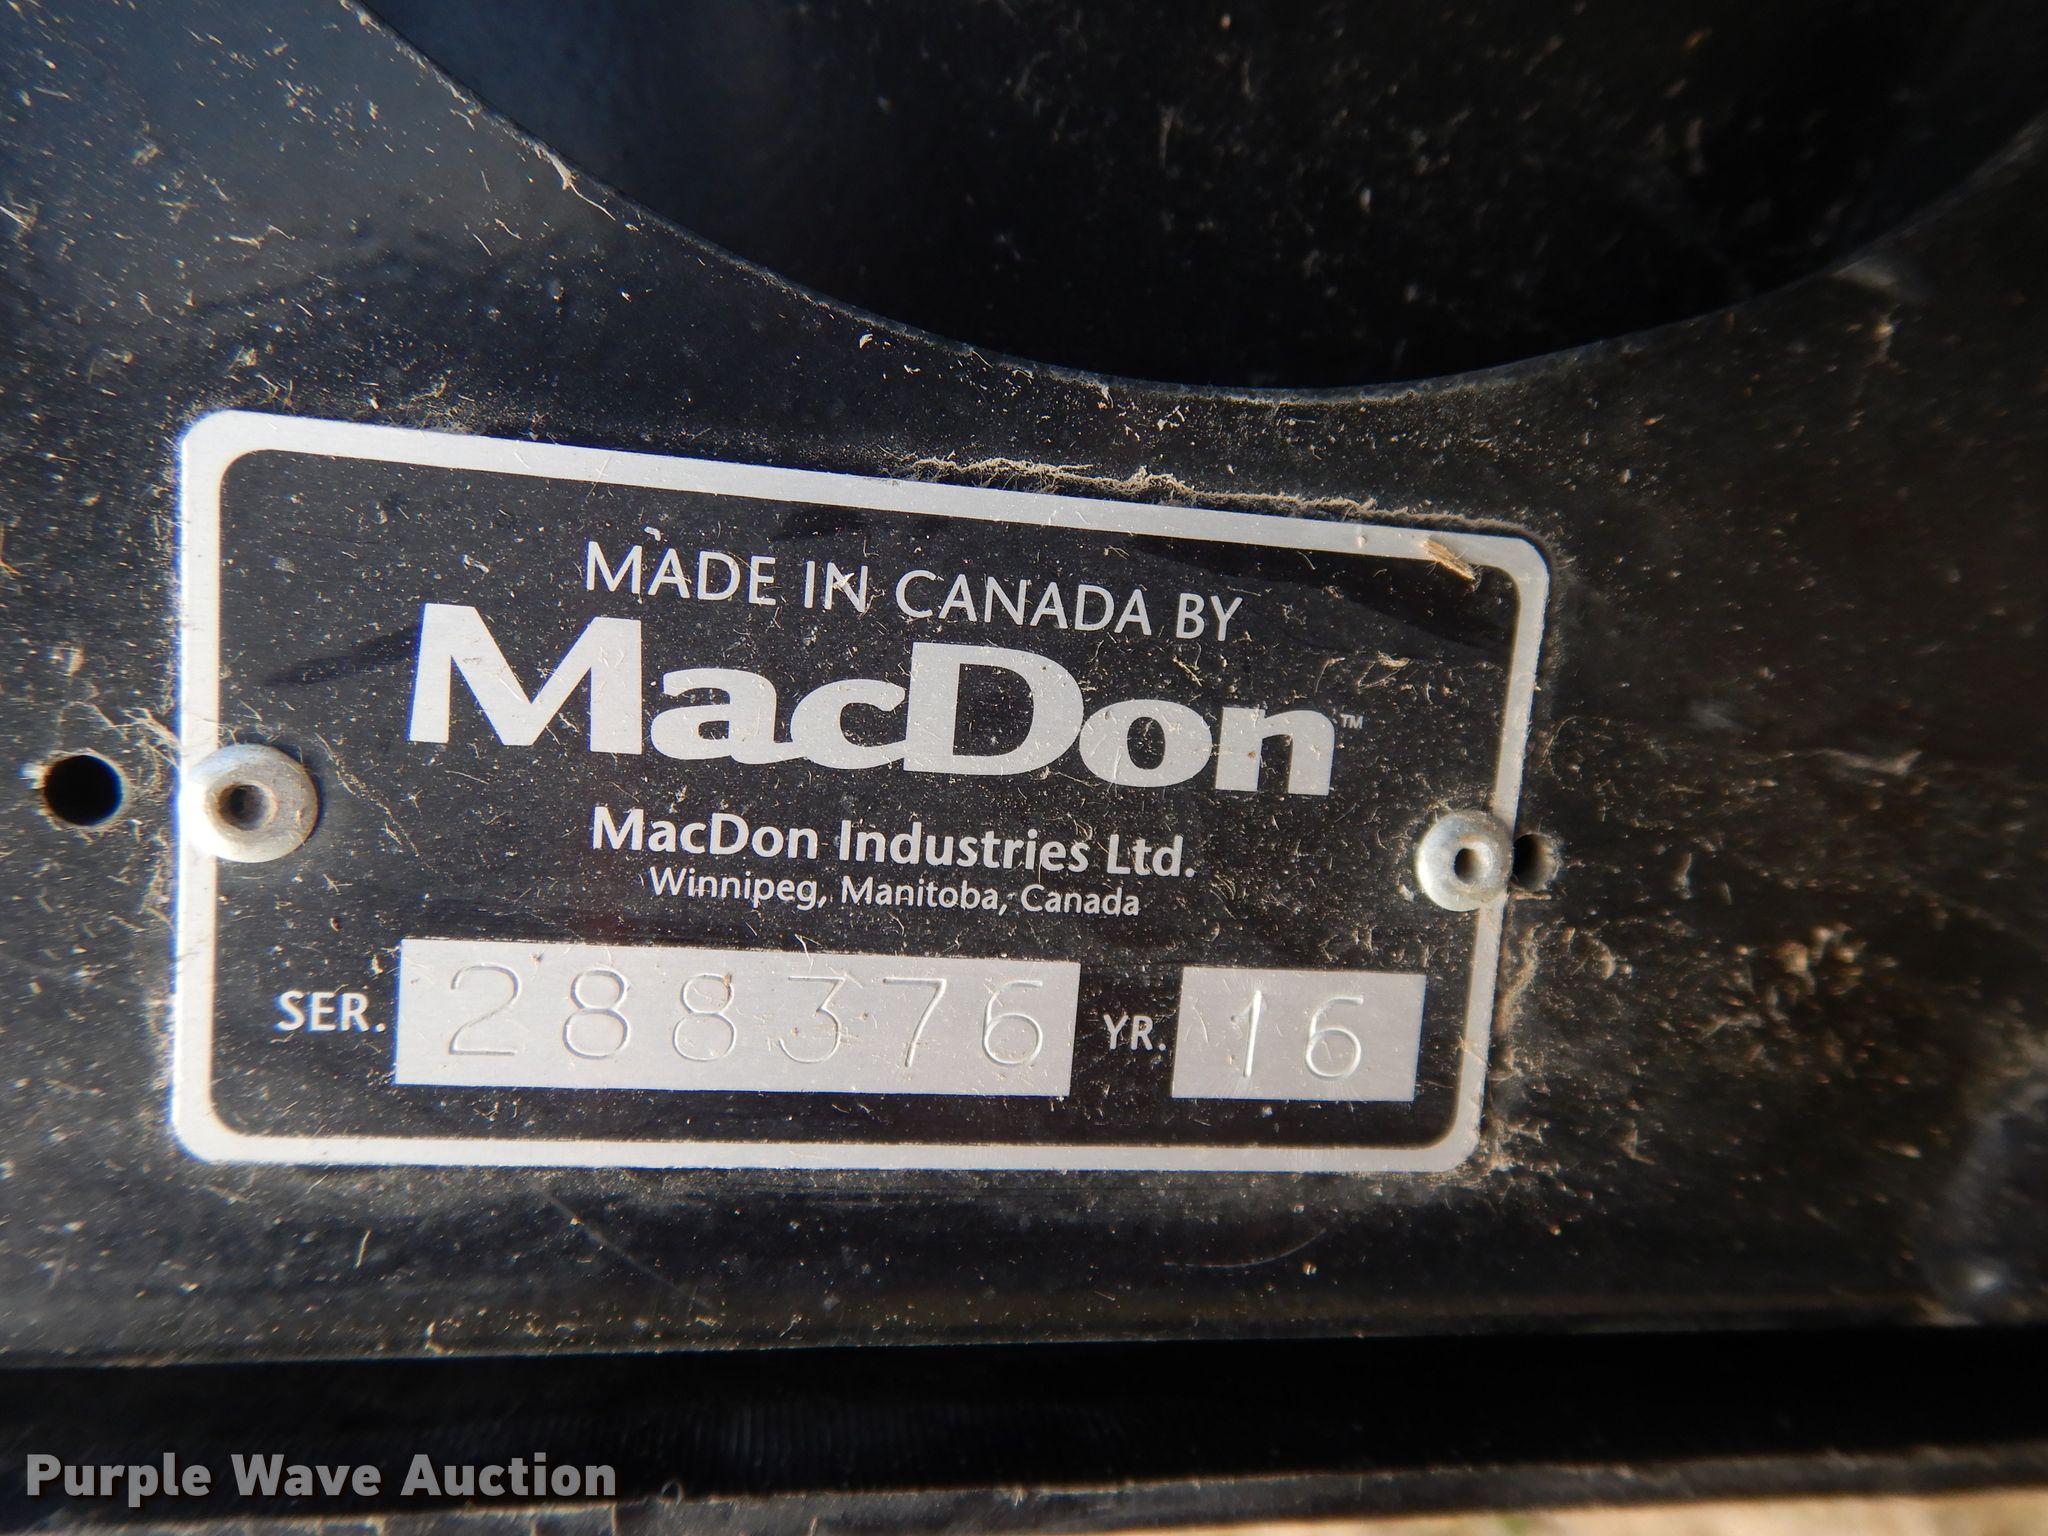 MADE IN CANADA BY
MacDon™
MacDon Industries Ltd.
Winnipeg, Manitoba, Canada
SER. 288376 YR. 16
Purple Wave Auction